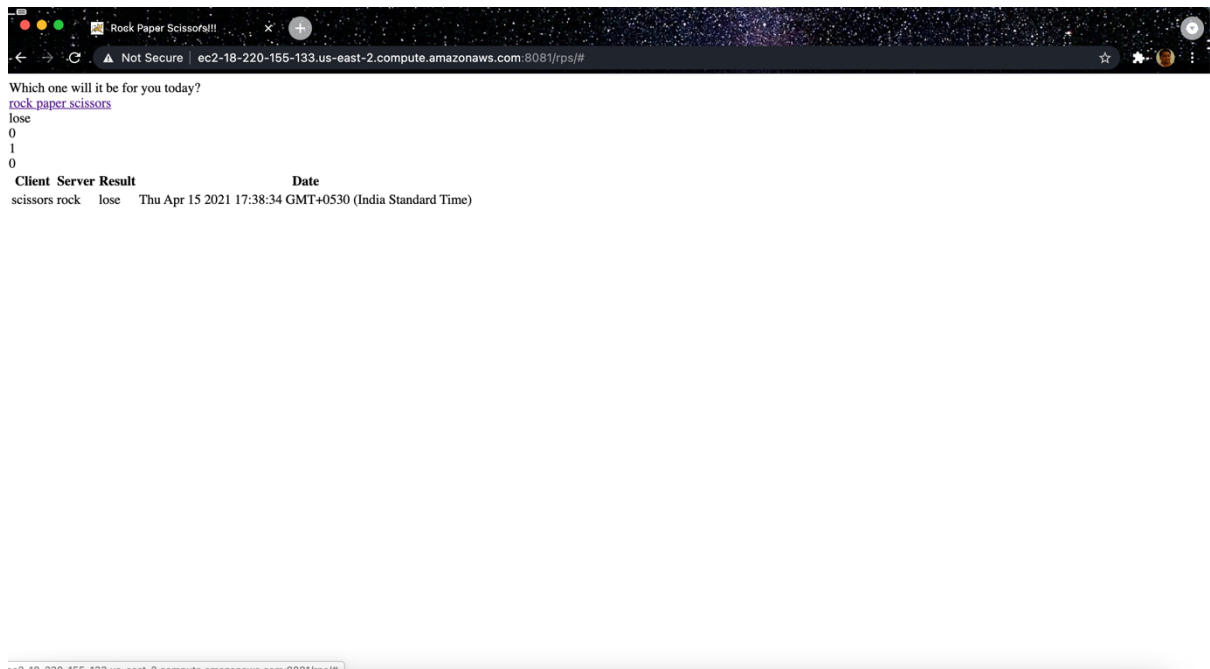 Rock Paper Scissors!!!
Not Secure ec2-18-220-155-133.us-east-2.compute.amazonaws.com:8081/rps/#
Which one will it be for you today?
rock paper scissors
lose
0
1
0
Client Server Result Date
scissors rock lose Thu Apr 15 2021 17:38:34 GMT+0530 (India Standard Time)